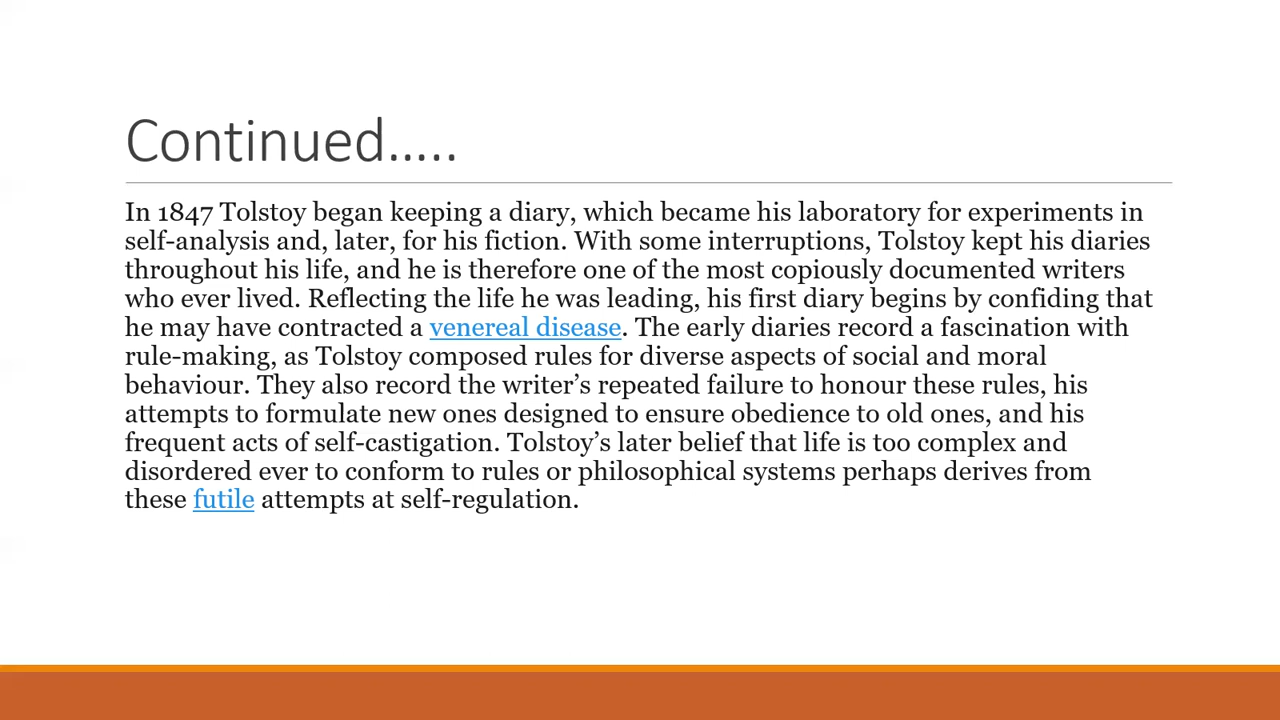 Continued.....
In 1847 Tolstoy began keeping a diary, which became his laboratory for experiments in
self-analysis and, later, for his fiction. With some interruptions, Tolstoy kept his diaries
throughout his life, and he is therefore one of the most copiously documented writers
who ever lived. Reflecting the life he was leading, his first diary begins by confiding that
he may have contracted a venereal disease. The early diaries record a fascination with
rule-making, as Tolstoy composed rules for diverse aspects of social and moral
behaviour. They also record the writer’s repeated failure to honour these rules, his
attempts to formulate new ones designed to ensure obedience to old ones, and his
frequent acts of self-castigation. Tolstoy’s later belief that life is too complex and
disordered ever to conform to rules or philosophical systems perhaps derives from
these futile attempts at self-regulation.